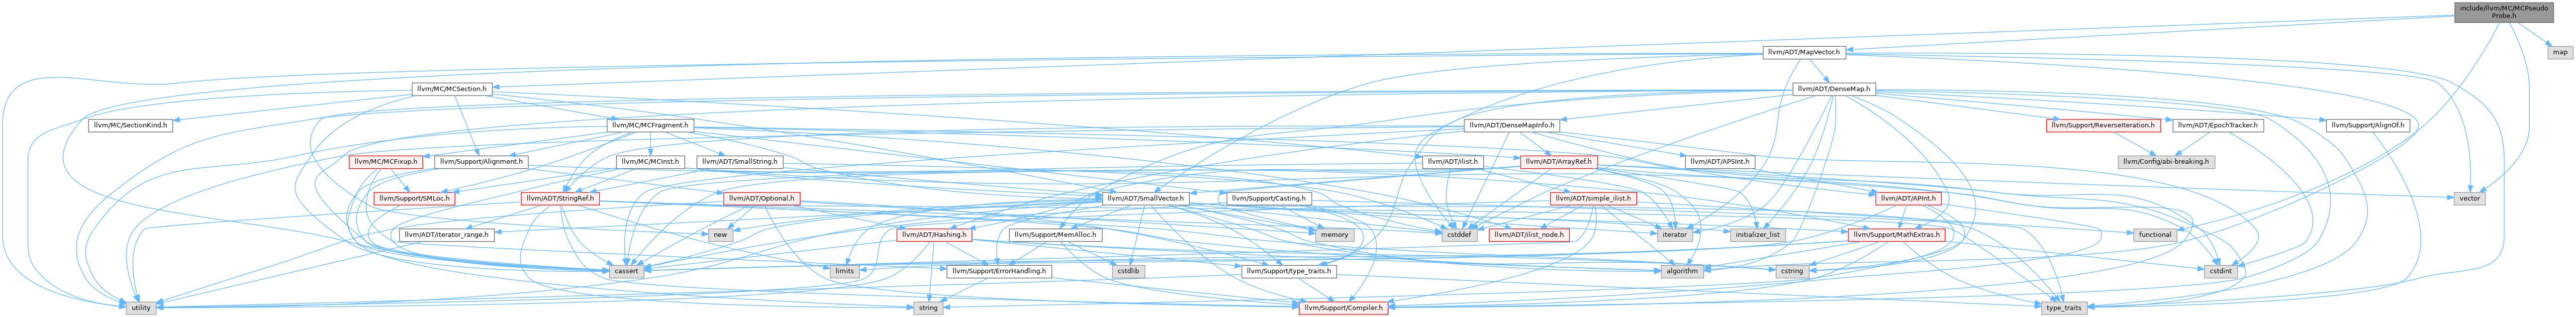 include/llvm/MC/MCPseudo
Probe.h
llvm/ADT/MapVector.h
map
llvm/MC/MCSection.h
llvm/ADT/DenseMap.h
llvm/MC/SectionKind.h
llvm/MC/MCFragment.h
llvm/ADT/DenseMapInfo.h
llvm/Support/ReverseIteration.h
llvm/ADT/EpochTracker.h
llvm/Support/AlignOf.h
llvm/MC/MCFixup.h
llvm/Support/Alignment.h
llvm/MC/MCInst.h
llvm/ADT/SmallString.h
llvm/ADT/ilist.h
llvm/ADT/ArrayRef.h
llvm/ADT/APSInt.h
llvm/Config/abi-breaking.h
llvm/Support/SMLoc.h
llvm/ADT/StringRef.h
llvm/ADT/Optional.h
llvm/ADT/SmallVector.h
llvm/Support/Casting.h
llvm/ADT/simple_ilist.h
llvm/ADT/APInt.h
vector
llvm/ADT/iterator_range.h
new
llvm/ADT/Hashing.h
llvm/Support/MemAlloc.h
memory
cstddef
llvm/ADT/ilist_node.h
iterator
initializer_list
llvm/Support/MathExtras.h
functional
cassert
limits
llvm/Support/ErrorHandling.h
cstdlib
llvm/Support/type_traits.h
algorithm
cstring
cstdint
utility
string
llvm/Support/Compiler.h
type_traits